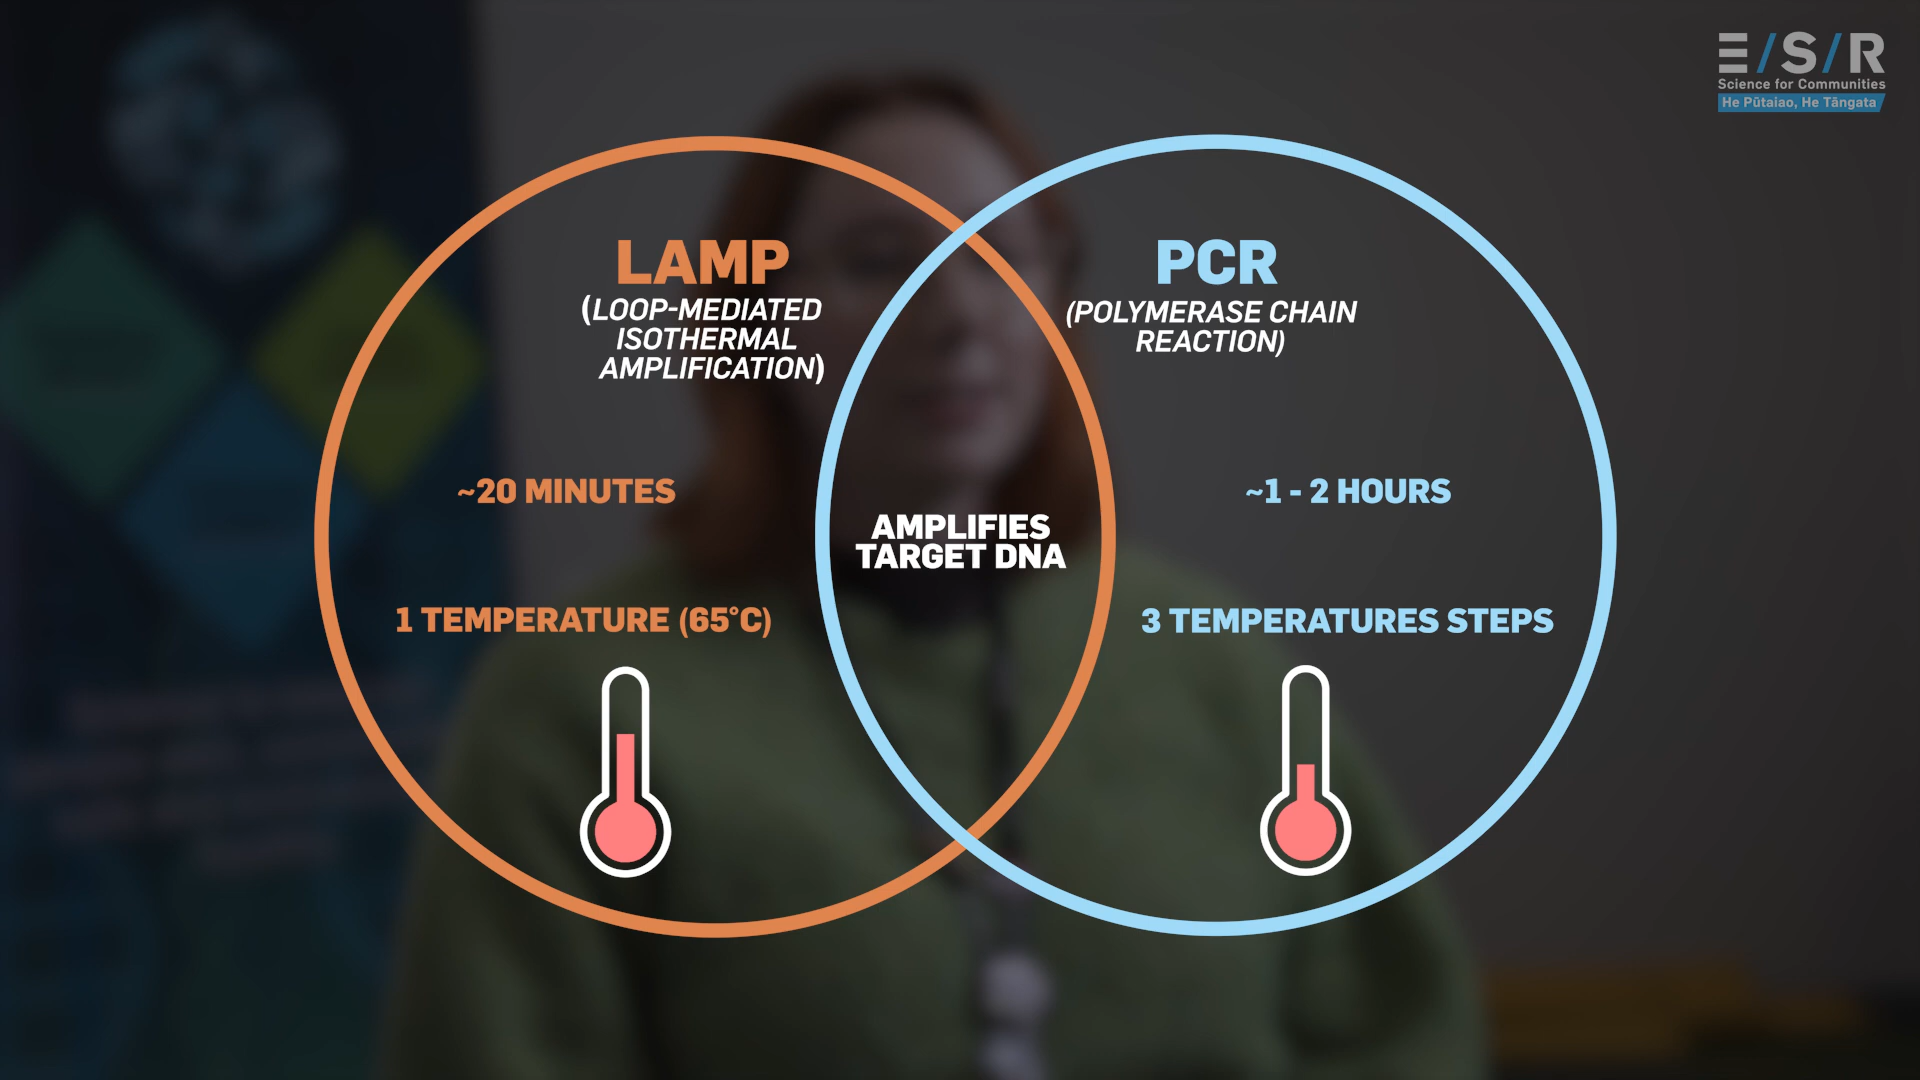 E/S/R
Science for Communities
He Pūtaiao, He Tāngata
LAMP
(LOOP-MEDIATED
ISOTHERMAL
AMPLIFICATION)
~20 MINUTES
1 TEMPERATURE (65°C)
AMPLIFIES
TARGET DNA
PCR
(POLYMERASE CHAIN
REACTION)
~1 - 2 HOURS
3 TEMPERATURES STEPS